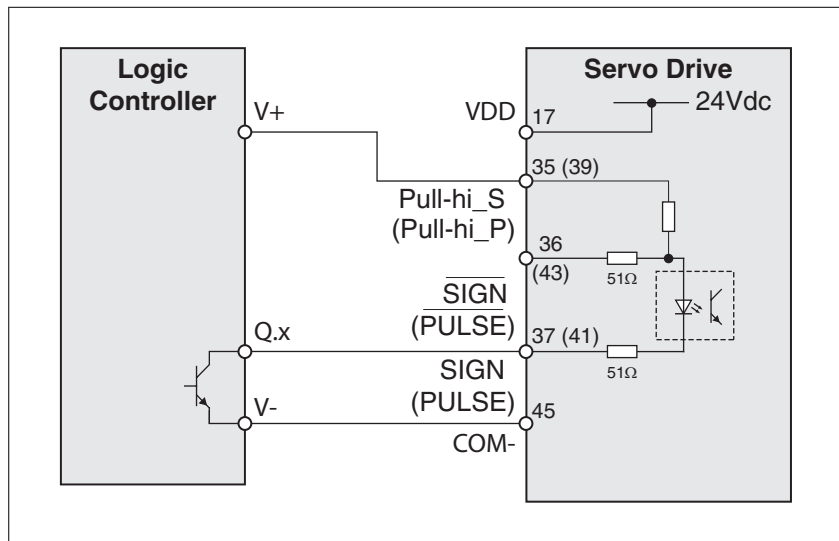 Logic
Controller
V+
Q.x
V-
Servo Drive
VDD
17
24Vdc
35 (39)
Pull-hi_S
(Pull-hi_P)
36
(43)
51Ω
SIGN
(PULSE)
37 (41)
51Ω
SIGN
(PULSE)
45
COM-